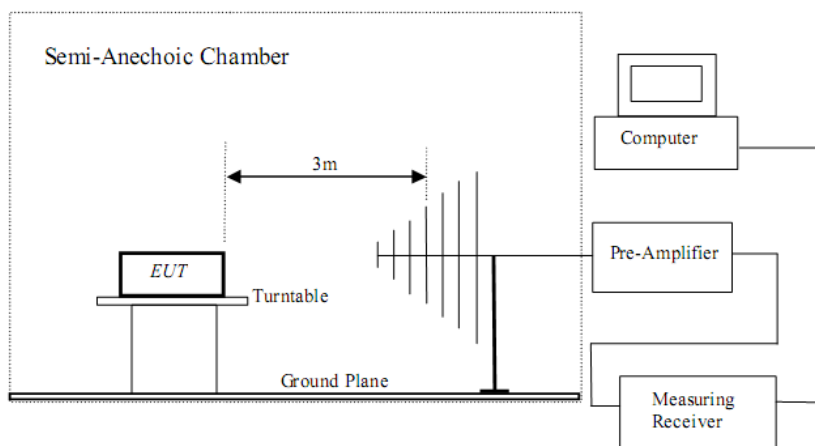 Semi-Anechoic Chamber
Computer
3m
Pre-Amplifier
EUT
Turntable
Ground Plane
Measuring
Receiver